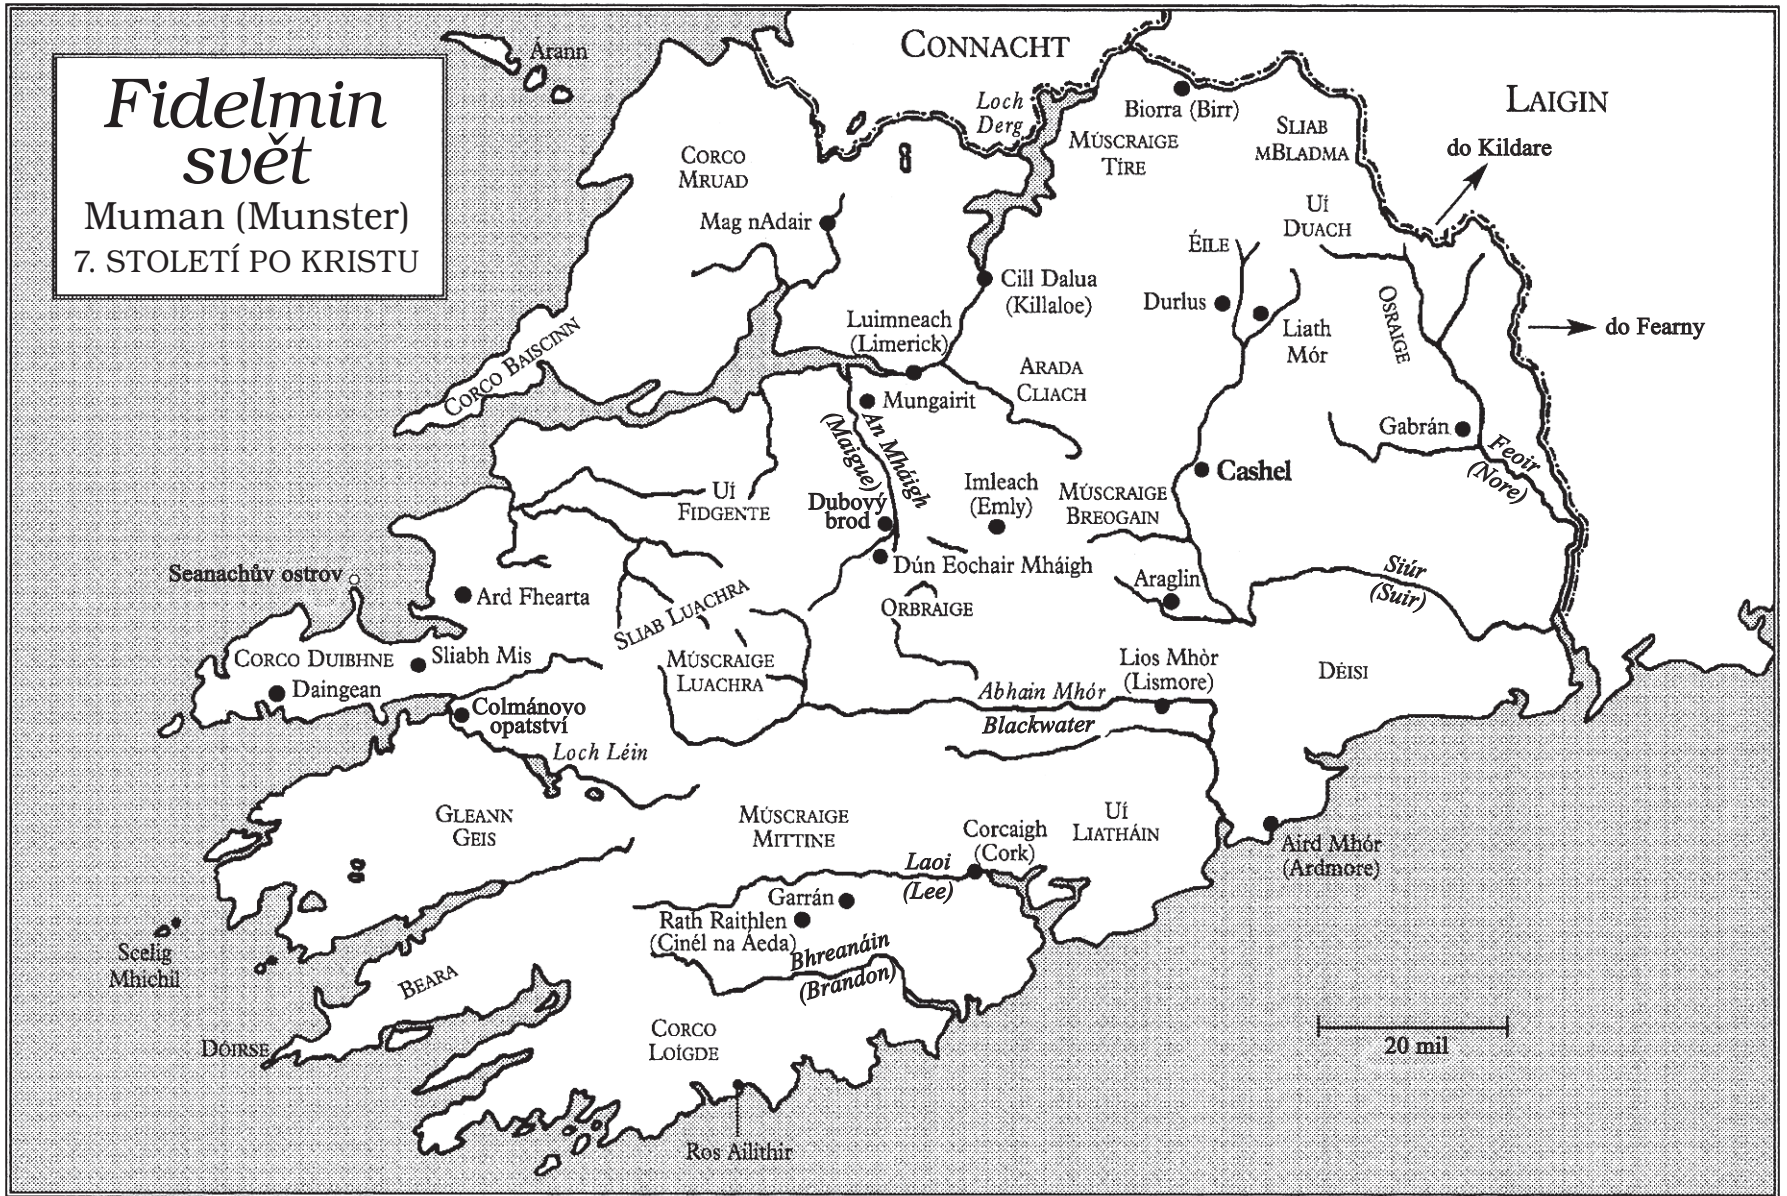 Fidelmin
svět
Muman (Munster)
7. STOLETÍ PO KRISTU
Árann
CONNACHT
LAIGIN
Loch
Derg
Biorra (Birr)
MÚSCRAIGE
TÍRE
SLIAB
MBLADMA
do Kildare
CORCO
MRUAD
Mag nAdair
UÍ
DUACH
ÉILE
Cill Dalua
(Killaloe)
Durlus
Liath
Mór
OSRAIGE
do Fearny
Luimneach
(Limerick)
CORCO BAISCINN
ARADA
CLIACH
Mungairit
An Mháigh
(Maigue)
Gabrán
Feoir
(Nore)
Cashel
Imleach
(Emly)
MÚSCRAIGE
BREOGAIN
UÍ
FIDGENTE
Dubový
brod
Dún Eochair Mháigh
Seanachův ostrov
Ard Fhearta
Araglin
Siúr
(Suir)
SLIAB LUACHRA
ORBRAIGE
CORCO DUIBHNE
Sliabh Mis
Daingean
MÚSCRAIGE
LUACHRA
Lios Mhòr
(Lismore)
DÉISI
Abhain Mhór
Blackwater
Colmánovo
opatství
Loch Léin
GLEANN
GEIS
MÚSCRAIGE
MITTINE
UÍ
LIATHÁIN
Corcaigh
(Cork)
Laoi
(Lee)
Aird Mhór
(Ardmore)
Garrán
Rath Raithlen
(Cinél na Áeda)
Bhreanáin
(Brandon)
Scelig
Mhichil
BEARA
DÓIRSE
CORCO
LOÍGDE
20 mil
Ros Ailithir